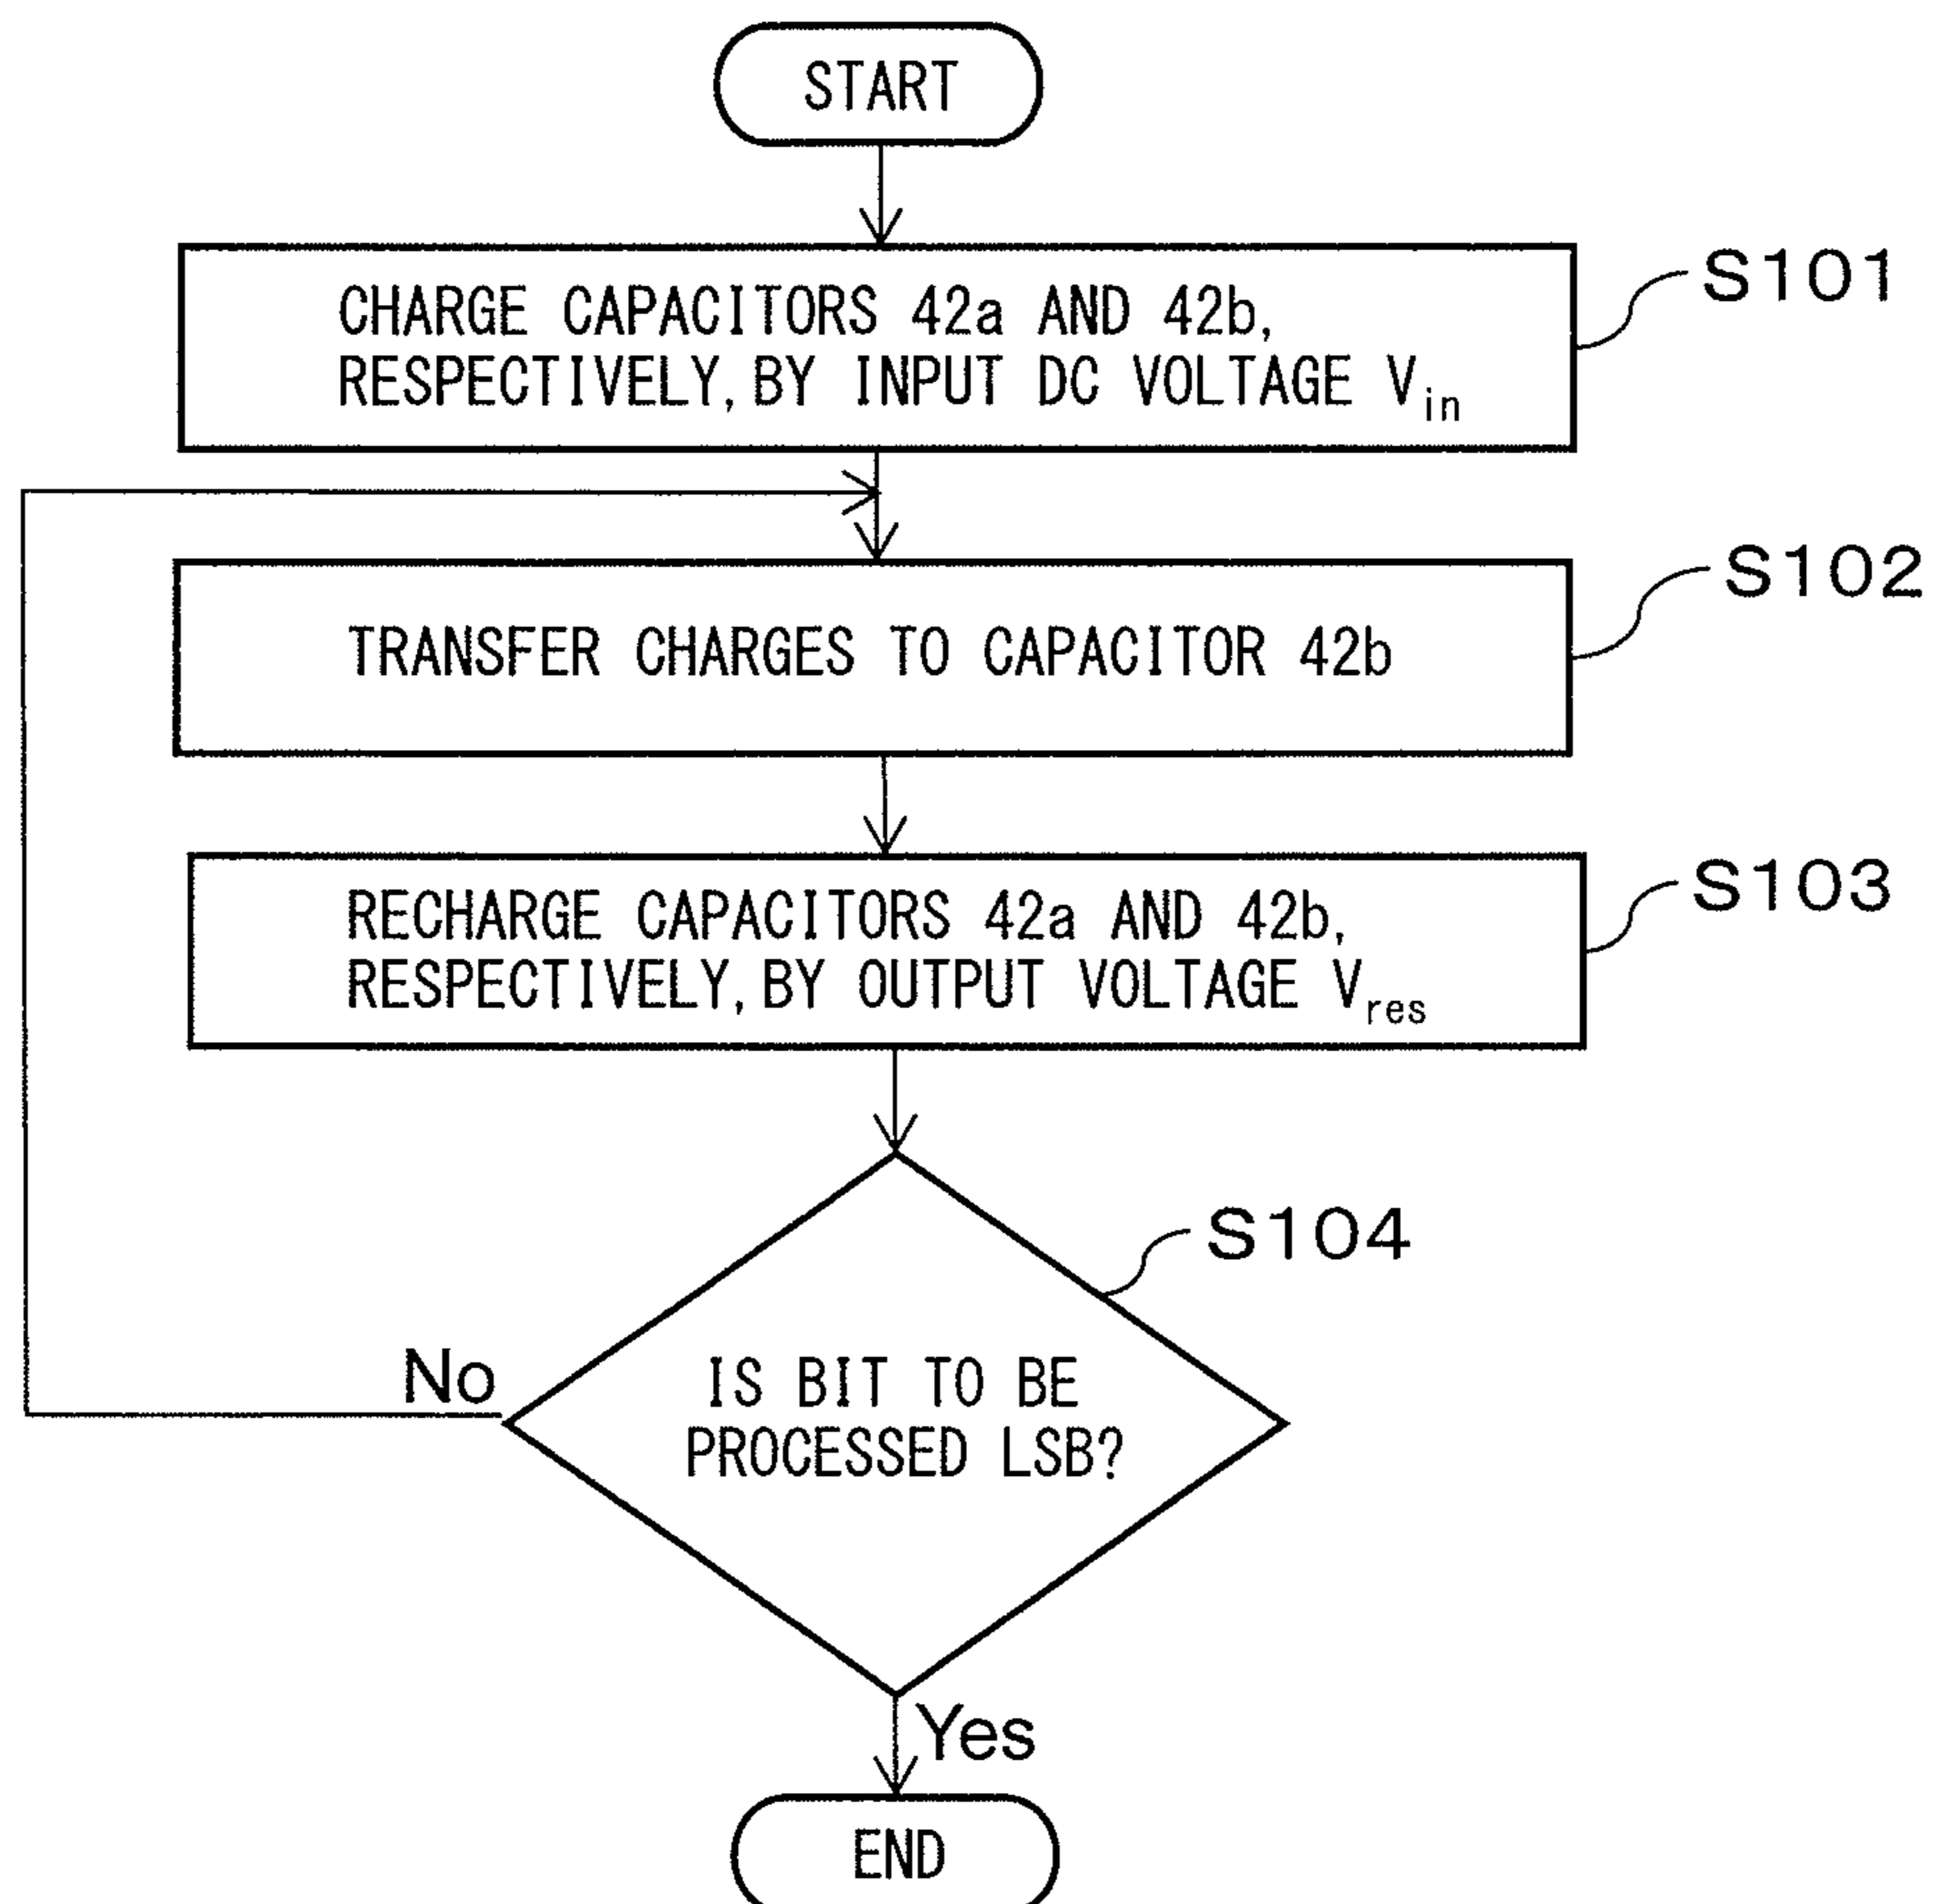 START
CHARGE CAPACITORS 42a AND 42b,
RESPECTIVELY, BY INPUT DC VOLTAGE Vin
S101
TRANSFER CHARGES TO CAPACITOR 42b
S102
RECHARGE CAPACITORS 42a AND 42b,
RESPECTIVELY, BY OUTPUT VOLTAGE Vres
S103
S104
IS BIT TO BE
PROCESSED LSB?
No
Yes
END